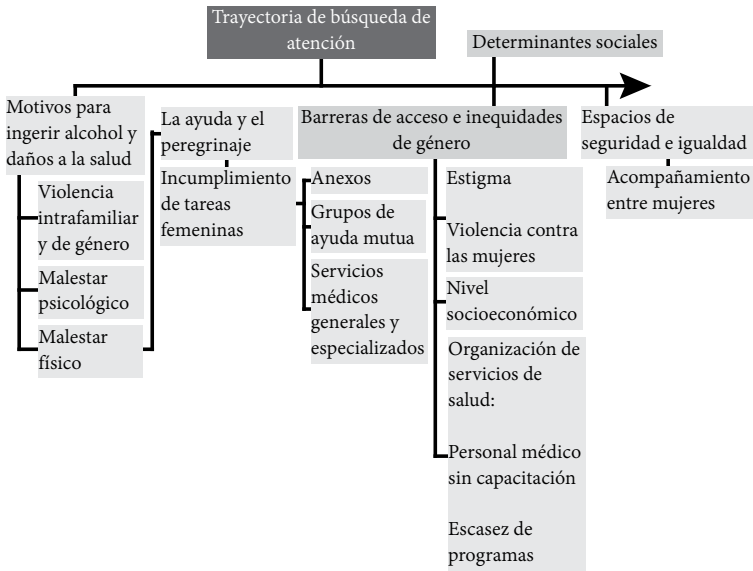 Trayectoria de búsqueda de
atención
Determinantes sociales
Motivos para
ingerir alcohol y
daños a la salud
Violencia
intrafamiliar
y de género
Malestar
psicológico
Malestar
físico
La ayuda y el
peregrinaje
Incumplimiento
de tareas
femeninas
Barreras de acceso e inequidades
de género
Anexos
Grupos de
ayuda mutua
Servicios
médicos
generales y
especializados
Estigma
Violencia contra
las mujeres
Nivel
socioeconómico
Organización de
servicios de
salud:
Personal médico
sin capacitación
Escasez de
programas
Espacios de
seguridad e igualdad
Acompañamiento
entre mujeres